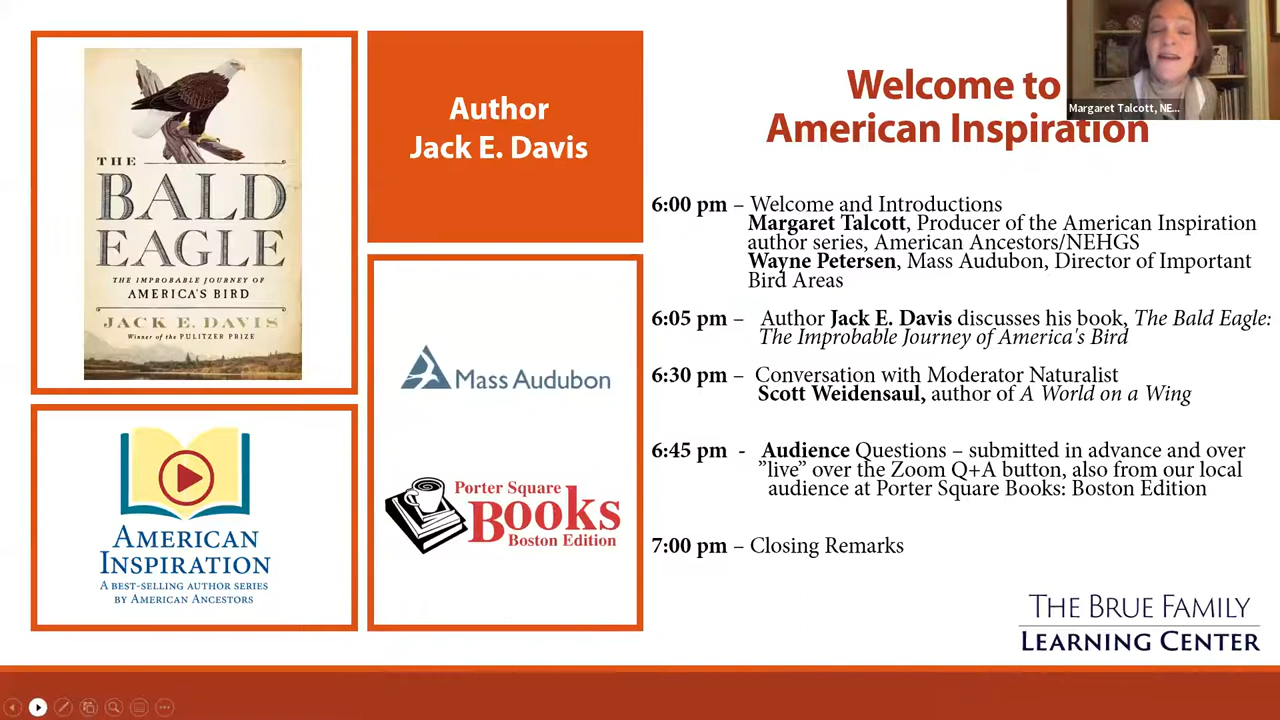 THE
BALD
EAGLE
THE IMPROBABLE JOURNEY OF
AMERICA'S BIRD
JACK E. DAVIS
Winner of the PULITZER PRIZE
Author
Jack E. Davis
Mass Audubon
Porter Square
Books
Boston Edition
AMERICAN
INSPIRATION
A BEST-SELLING AUTHOR SERIES
BY AMERICAN ANCESTORS
Welcome to
American Inspiration
Margaret Talcott, NE...
6:00 pm – Welcome and Introductions
Margaret Talcott, Producer of the American Inspiration
author series, American Ancestors/NEHGS
Wayne Petersen, Mass Audubon, Director of Important
Bird Areas
6:05 pm – Author Jack E. Davis discusses his book, The Bald Eagle:
The Improbable Journey of America's Bird
6:30 pm – Conversation with Moderator Naturalist
Scott Weidensaul, author of A World on a Wing
6:45 pm - Audience Questions – submitted in advance and over
”live” over the Zoom Q+A button, also from our local
audience at Porter Square Books: Boston Edition
7:00 pm – Closing Remarks
THE BRUE FAMILY
LEARNING CENTER